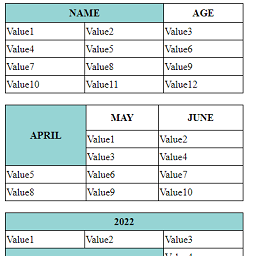 NAME AGE
Value1 Value2 Value3
Value4 Value5 Value6
Value7 Value8 Value9
Value10 Value11 Value12
MAY JUNE
APRIL
Value1 Value2
Value3 Value4
Value5 Value6 Value7
Value8 Value9 Value10
2022
Value1 Value2 Value3